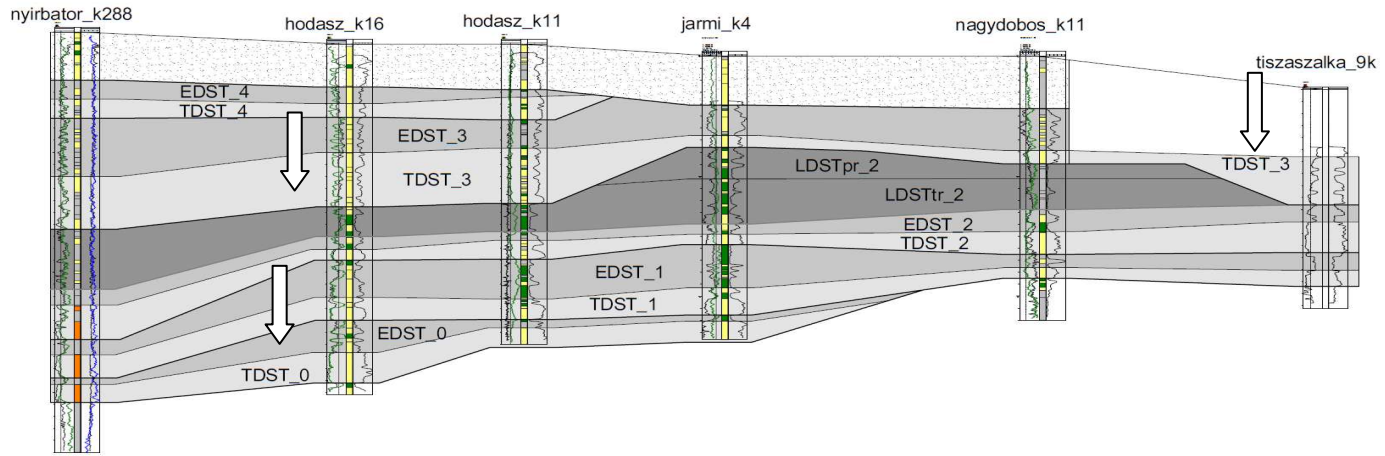 nyirbator_k288
hodasz_k16
hodasz_k11
jarmi_k4
nagydobos_k11
tiszaszalka_9k
EDST_4
TDST_4
EDST_3
TDST_3
TDST_3
LDSTpr_2
LDSTtr_2
EDST_2
TDST_2
EDST_1
TDST_1
EDST_0
TDST_0